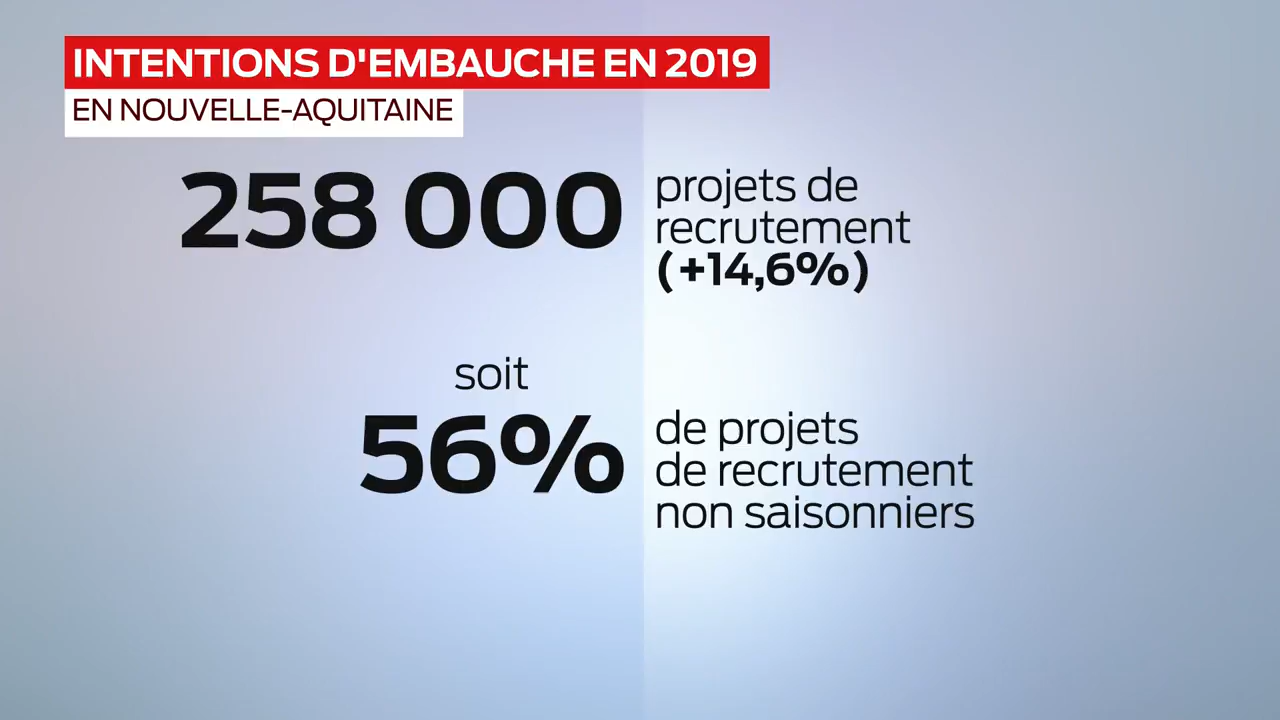 INTENTIONS D'EMBAUCHE EN 2019
EN NOUVELLE-AQUITAINE
258 000
projets de
recrutement
(+14,6%)
soit
56%
de projets
de recrutement
non saisonniers